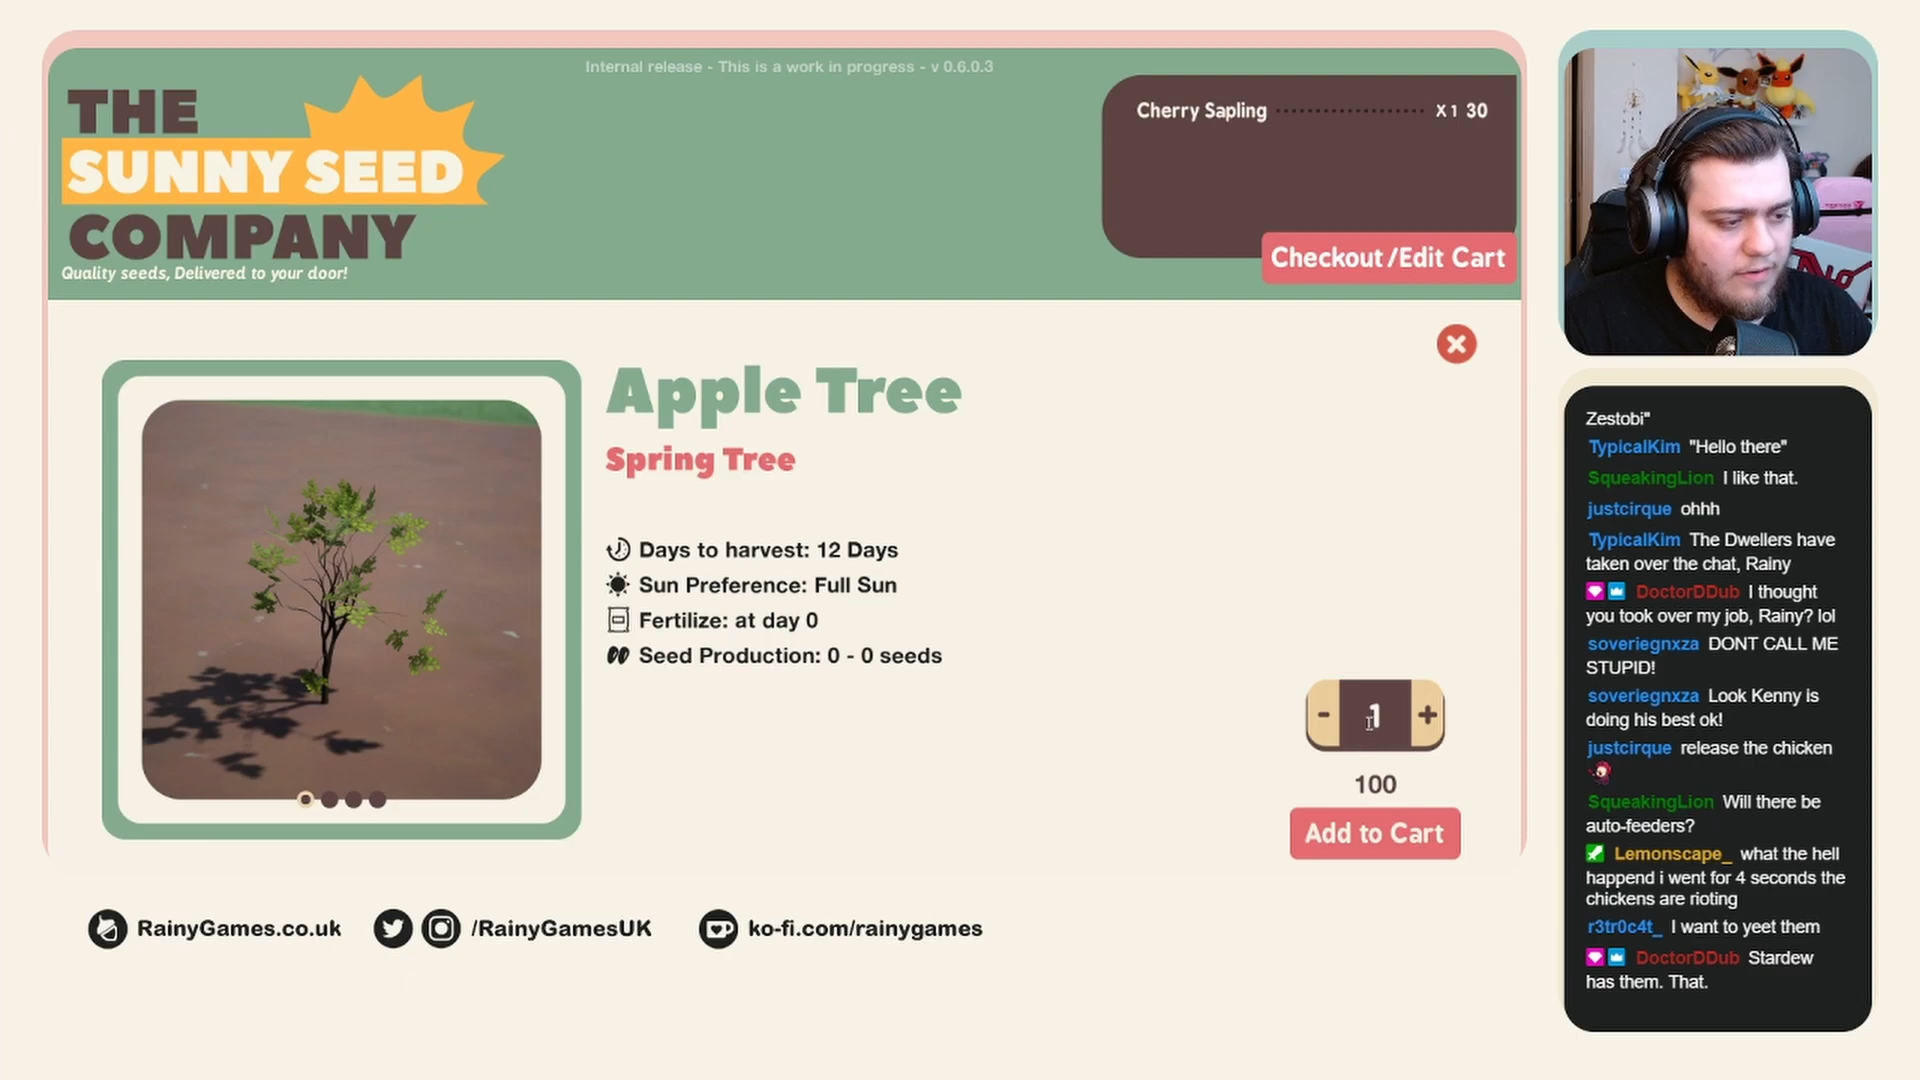 Internal release - This is a work in progress - v 0.6.0.3
THE
SUNNY SEED
COMPANY
Quality seeds, Delivered to your door!
Cherry Sapling X 1 30
Checkout/Edit Cart
Apple Tree
Spring Tree
Days to harvest: 12 Days
Sun Preference: Full Sun
Fertilize: at day 0
Seed Production: 0 - 0 seeds
- 1 +
100
Add to Cart
RainyGames.co.uk
/RainyGamesUK
ko-fi.com/rainygames
Zestobi"
TypicalKim "Hello there"
SqueakingLion I like that.
justcirque ohhh
TypicalKim The Dwellers have
taken over the chat, Rainy
DoctorDDub I thought
you took over my job, Rainy? lol
soveriegnxza DONT CALL ME
STUPID!
soveriegnxza Look Kenny is
doing his best ok!
justcirque release the chicken
SqueakingLion Will there be
auto-feeders?
Lemonscape_ what the hell
happend i went for 4 seconds the
chickens are rioting
r3tr0c4t_ I want to yeet them
DoctorDDub Stardew
has them. That.